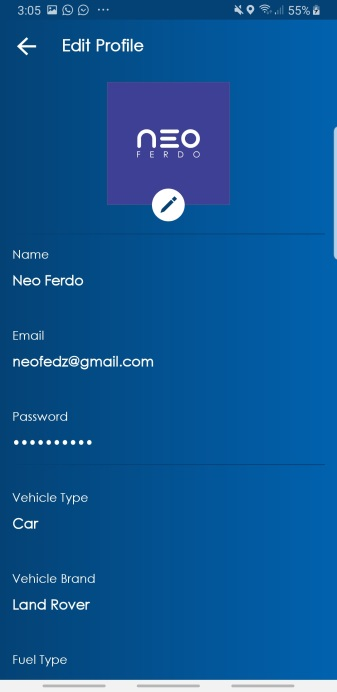 3:05
55%
Edit Profile
neo
FERDO
Name
Neo Ferdo
Email
neofedz@gmail.com
Password
••••••••••
Vehicle Type
Car
Vehicle Brand
Land Rover
Fuel Type